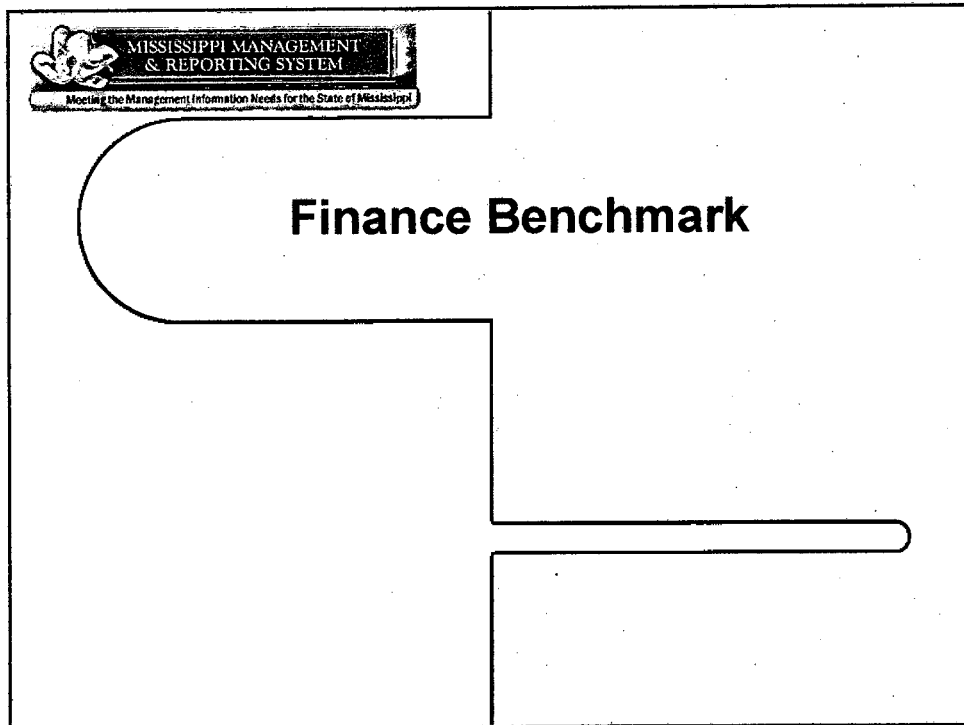 MISSISSIPPI MANAGEMENT
& REPORTING SYSTEM
Meeting the Management Information Needs for the State of Mississippi
Finance Benchmark